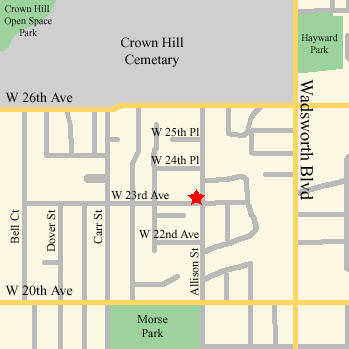 Crown Hill
Open Space
Park
Crown Hill
Cemetary
Hayward
Park
W 26th Ave
Wadsworth Blvd
W 25th Pl
W 24th Pl
W 23rd Ave
Bell Ct
Dover St
Carr St
W 22nd Ave
Allison St
W 20th Ave
Morse
Park